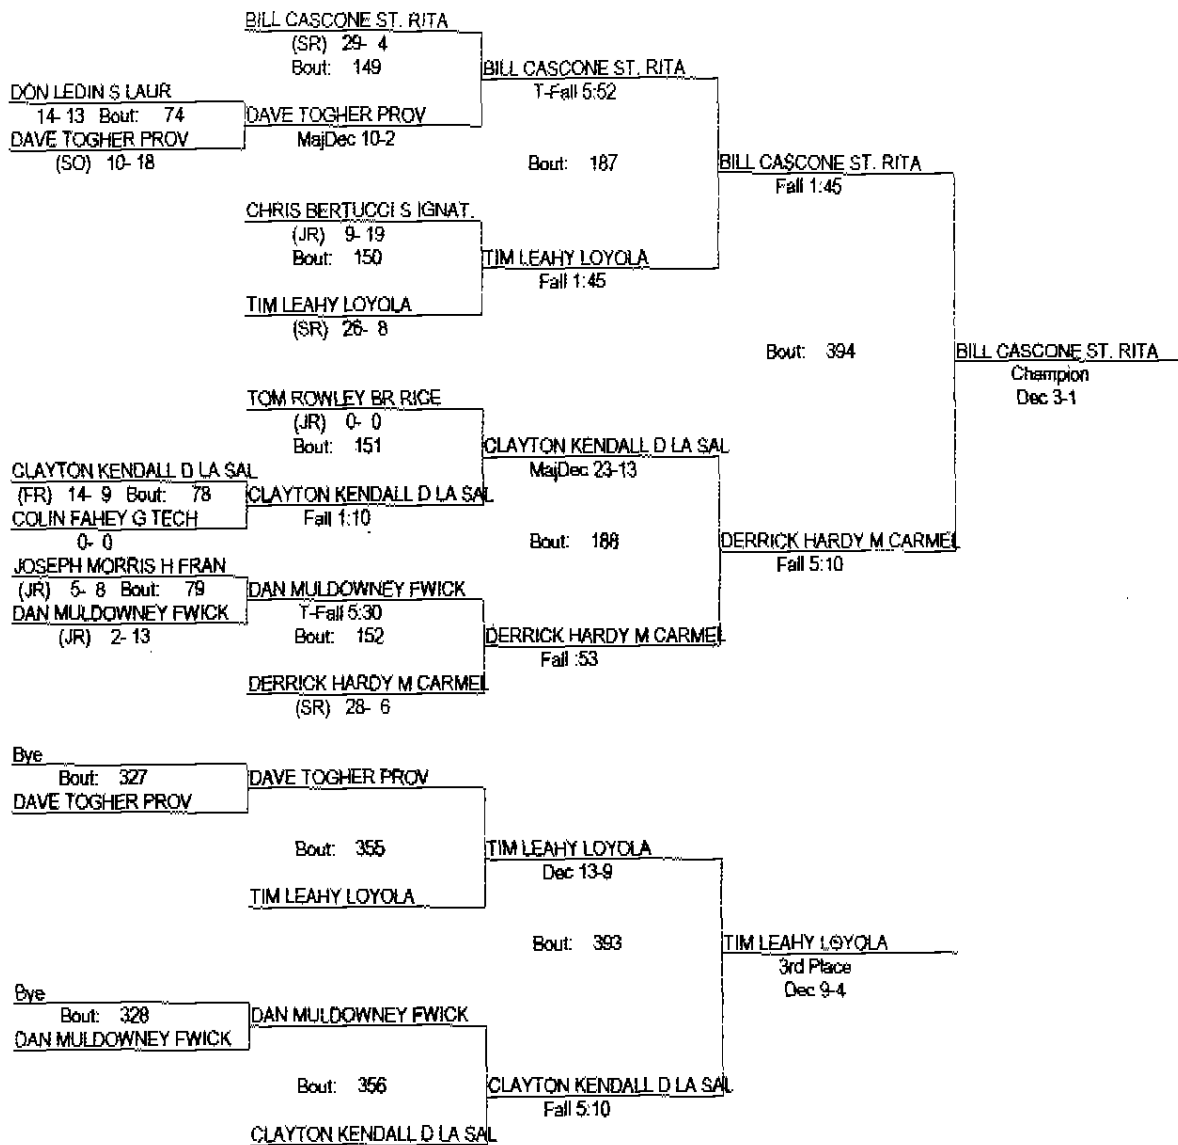 BILL CASCONE ST. RITA
(SR) 29- 4
Bout: 149
BILL CASCONE ST. RITA
T-Fall 5:52
DON LEDIN S LAUR
14- 13 Bout: 74
DAVE TOGHER PROV
(SO) 10- 18
DAVE TOGHER PROV
MajDec 10-2
Bout: 187
BILL CASCONE ST. RITA
Fall 1:45
CHRIS BERTUCCI S IGNAT.
(JR) 9- 19
Bout: 150
TIM LEAHY LOYOLA
Fall 1:45
TIM LEAHY LOYOLA
(SR) 26- 8
Bout: 394
BILL CASCONE ST. RITA
Champion
Dec 3-1
TOM ROWLEY BR RICE
(JR) 0- 0
Bout: 151
CLAYTON KENDALL D LA SAL
MajDec 23-13
CLAYTON KENDALL D LA SAL
(FR) 14- 9 Bout: 78
COLIN FAHEY G TECH
0- 0
CLAYTON KENDALL D LA SAL
Fall 1:10
Bout: 188
DERRICK HARDY M CARMEL
Fall 5:10
JOSEPH MORRIS H FRAN
(JR) 5- 8 Bout: 79
DAN MULDOWNEY FWICK
(JR) 2- 13
DAN MULDOWNEY FWICK
T-Fall 5:30
Bout: 152
DERRICK HARDY M CARMEL
Fall :53
DERRICK HARDY M CARMEL
(SR) 28- 6
Bye
Bout: 327
DAVE TOGHER PROV
DAVE TOGHER PROV
Bout: 355
TIM LEAHY LOYOLA
Dec 13-9
TIM LEAHY LOYOLA
Bout: 393
TIM LEAHY LOYOLA
3rd Place
Dec 9-4
Bye
Bout: 328
DAN MULDOWNEY FWICK
DAN MULDOWNEY FWICK
Bout: 356
CLAYTON KENDALL D LA SAL
Fall 5:10
CLAYTON KENDALL D LA SAL